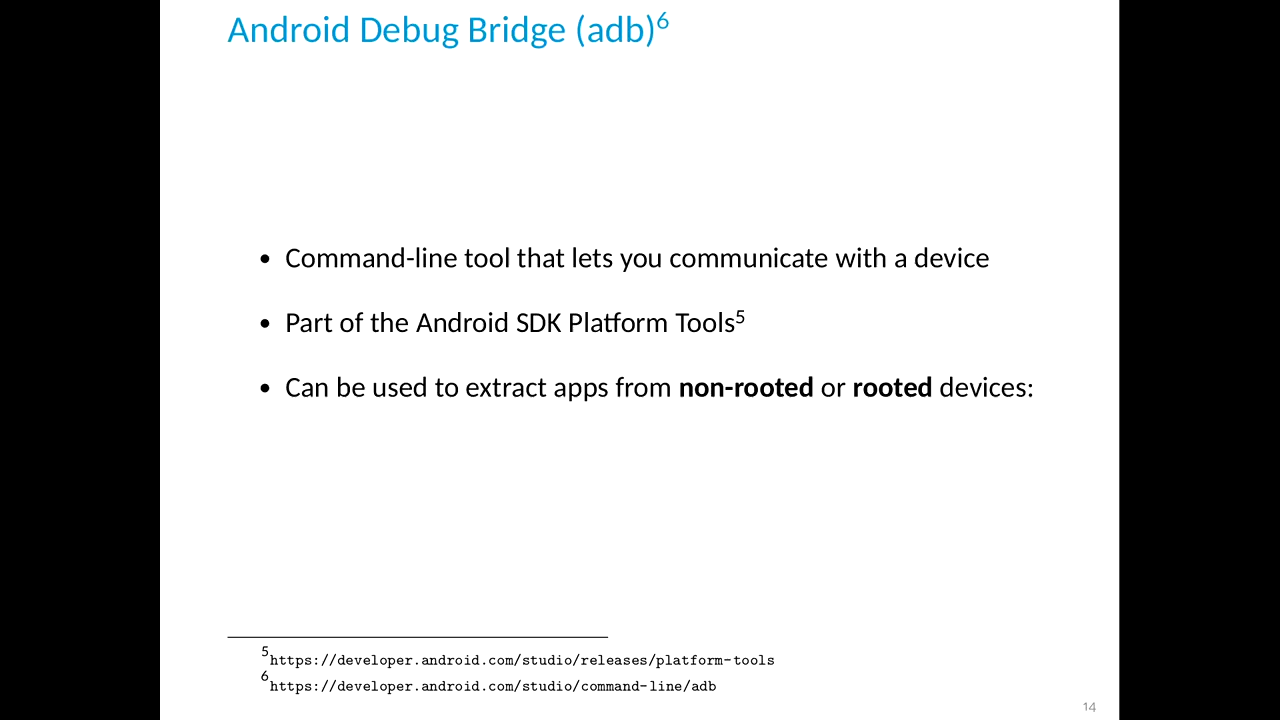 Android Debug Bridge (adb)6
• Command-line tool that lets you communicate with a device
• Part of the Android SDK Platform Tools5
• Can be used to extract apps from non-rooted or rooted devices:
5https://developer.android.com/studio/releases/platform-tools
6https://developer.android.com/studio/command-line/adb
14